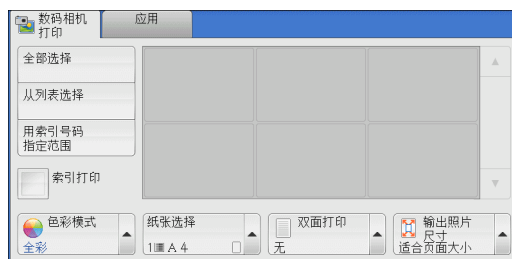 数码相机
打印
应用
全部选择
从列表选择
用索引号码
指定范围
索引打印
色彩模式
全彩
纸张选择
1 A 4
双面打印
无
输出照片
尺寸
适合页面大小